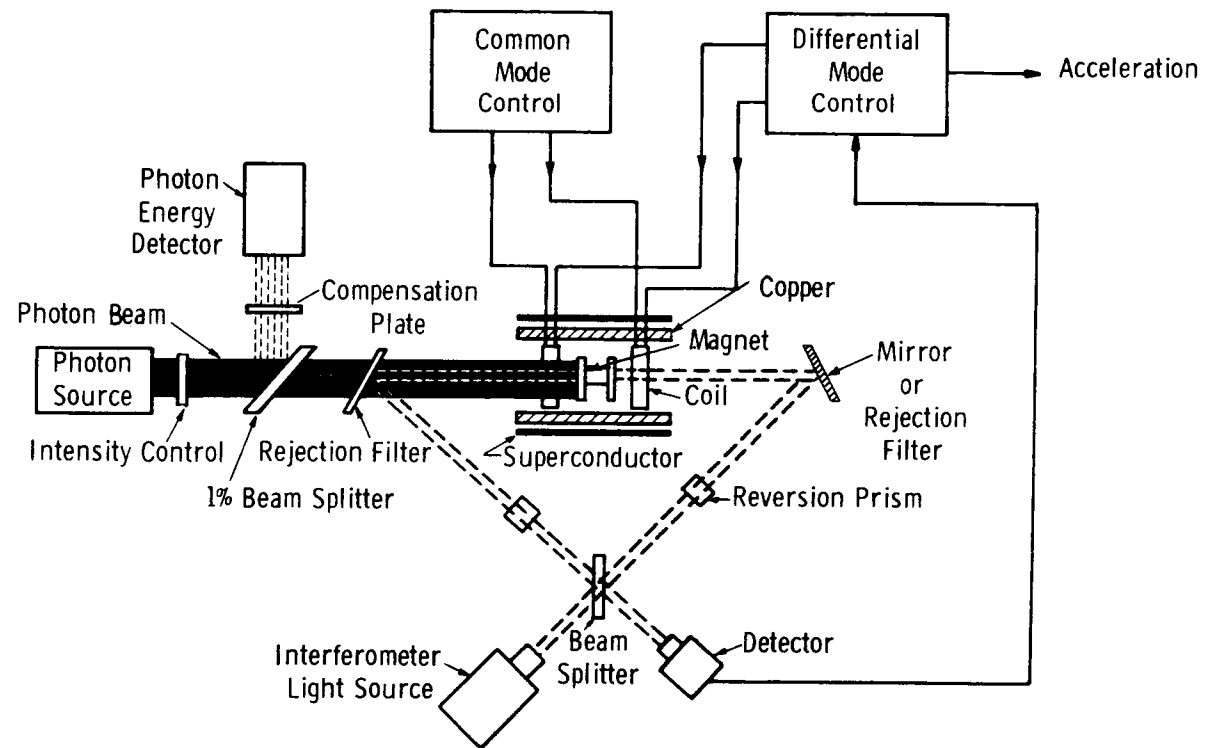 Common
Mode
Control
Differential
Mode
Control
Acceleration
Photon
Energy
Detector
Compensation
Plate
Copper
Photon Beam
Magnet
Mirror
or
Rejection
Filter
Photon
Source
Coil
Intensity Control
Rejection Filter
Superconductor
1% Beam Splitter
Reversion Prism
Beam
Splitter
Detector
Interferometer
Light Source